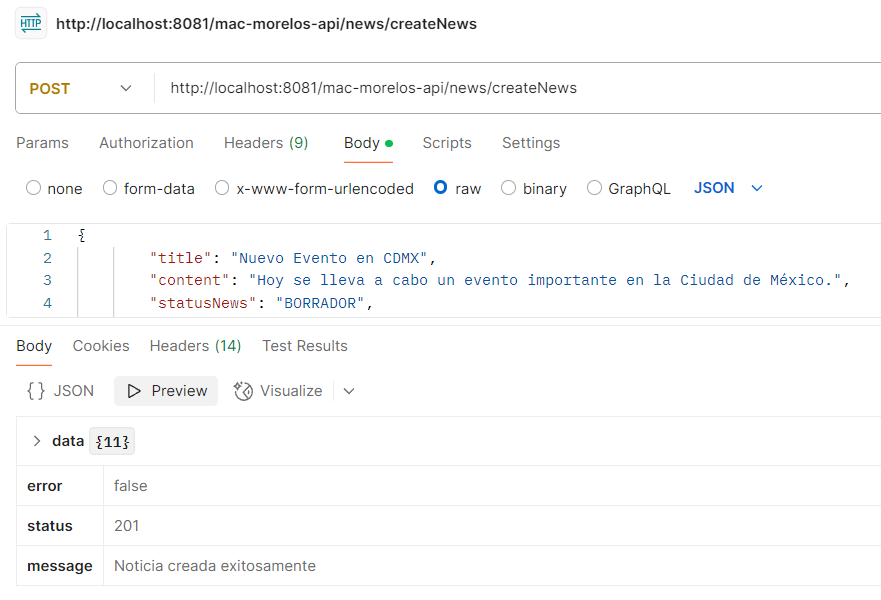 HTTP http://localhost:8081/mac-morelos-api/news/createNews
POST http://localhost:8081/mac-morelos-api/news/createNews
Params Authorization Headers (9) Body Scripts Settings
none form-data x-www-form-urlencoded raw binary GraphQL JSON
1 {
2 "title": "Nuevo Evento en CDMX",
3 "content": "Hoy se lleva a cabo un evento importante en la Ciudad de México.",
4 "statusNews": "BORRADOR",
Body Cookies Headers (14) Test Results
{} JSON Preview Visualize
data {11}
error false
status 201
message Noticia creada exitosamente